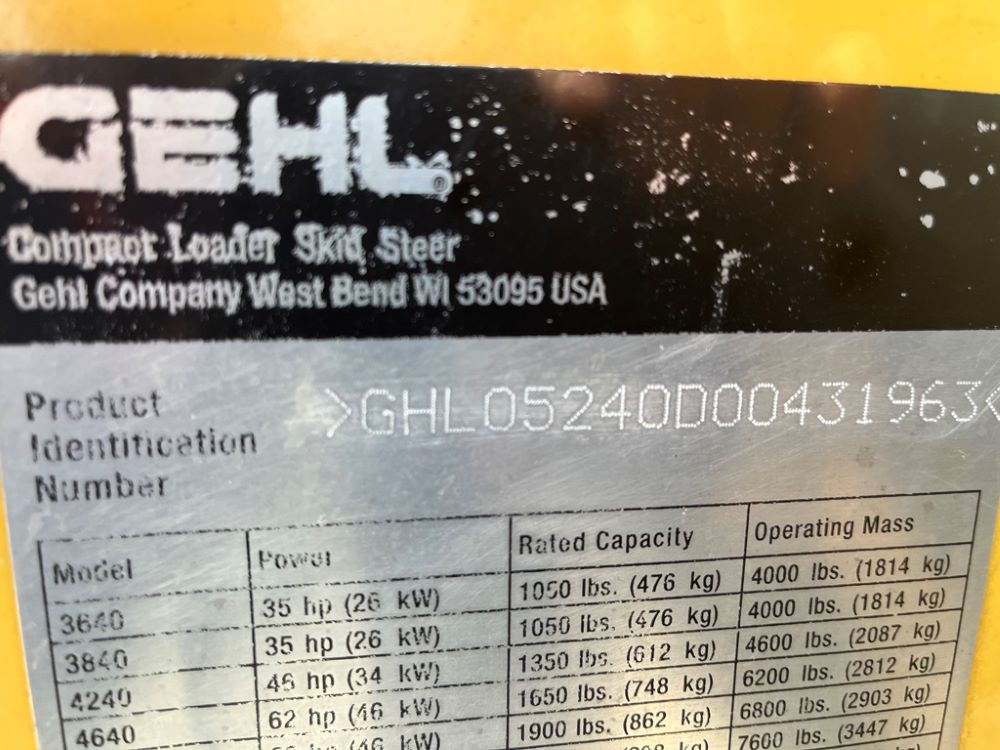 GEHL®
Compact Loader Skid Steer
Gehl Company West Bend WI 53095 USA
Product
Identification
Number
>GHL05240D00431963<
Model Power Rated Capacity Operating Mass
3640 35 hp (26 kW) 1050 lbs. (476 kg) 4000 lbs. (1814 kg)
3840 35 hp (26 kW) 1050 lbs. (476 kg) 4000 lbs. (1814 kg)
4240 46 hp (34 kW) 1350 lbs. (612 kg) 4600 lbs. (2087 kg)
4640 62 hp (46 kW) 1650 lbs. (748 kg) 6200 lbs. (2812 kg)
hp (46 kW) 1900 lbs. (862 kg) 6800 lbs. (2903 kg)
kg) 7600 lbs. (3447 kg)